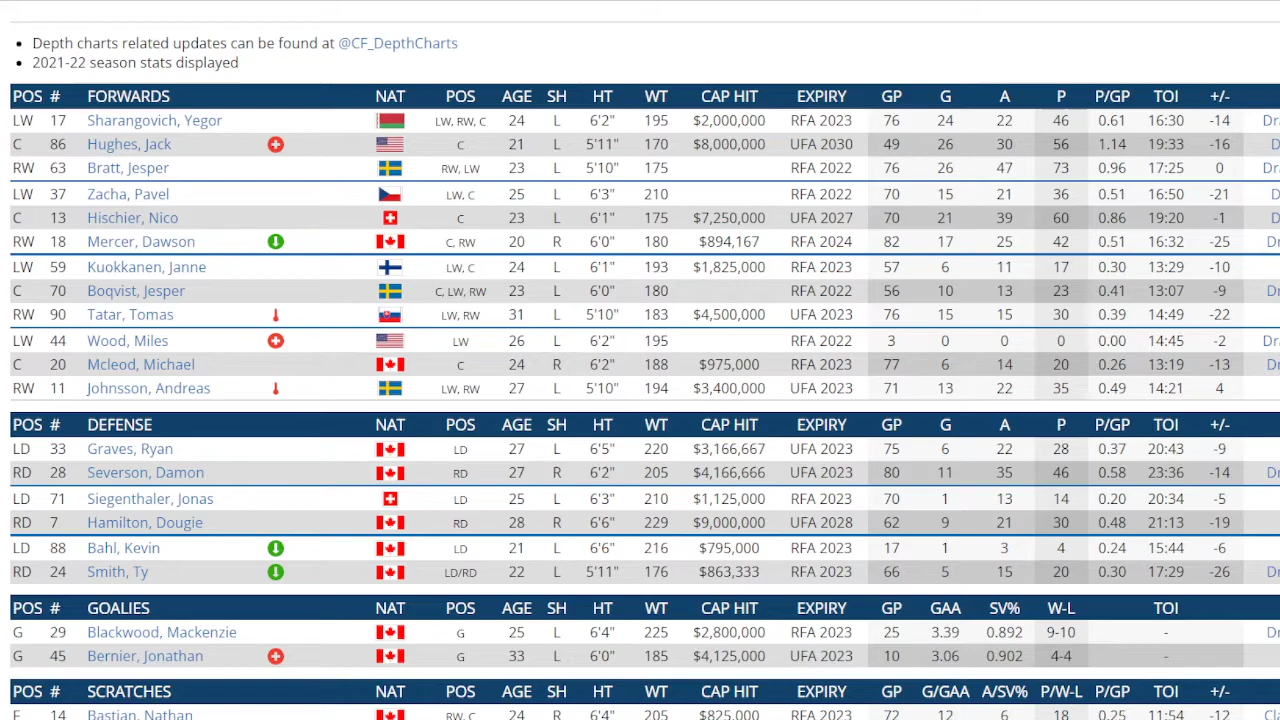 Depth charts related updates can be found at @CF_DepthCharts
2021-22 season stats displayed
POS # FORWARDS NAT POS AGE SH HT WT CAP HIT EXPIRY GP G A P P/GP TOI +/-
LW 17 Sharangovich, Yegor LW, RW, C 24 L 6'2" 195 $2,000,000 RFA 2023 76 24 22 46 0.61 16:30 -14
C 86 Hughes, Jack C 21 L 5'11" 170 $8,000,000 UFA 2030 49 26 30 56 1.14 19:33 -16
RW 63 Bratt, Jesper RW, LW 23 L 5'10" 175 RFA 2022 76 26 47 73 0.96 17:25 0
LW 37 Zacha, Pavel LW, C 25 L 6'3" 210 RFA 2022 70 15 21 36 0.51 16:50 -21
C 13 Hischier, Nico C 23 L 6'1" 175 $7,250,000 UFA 2027 70 21 39 60 0.86 19:20 -1
RW 18 Mercer, Dawson C, RW 20 R 6'0" 180 $894,167 RFA 2024 82 17 25 42 0.51 16:32 -25
LW 59 Kuokkanen, Janne LW, C 24 L 6'1" 193 $1,825,000 RFA 2023 57 6 11 17 0.30 13:29 -10
C 70 Boqvist, Jesper C, LW, RW 23 L 6'0" 180 RFA 2022 56 10 13 23 0.41 13:07 -9
RW 90 Tatar, Tomas LW, RW 31 L 5'10" 183 $4,500,000 UFA 2023 76 15 15 30 0.39 14:49 -22
LW 44 Wood, Miles LW 26 L 6'2" 195 RFA 2022 3 0 0 0 0.00 14:45 -2
C 20 Mcleod, Michael C 24 R 6'2" 188 $975,000 RFA 2023 77 6 14 20 0.26 13:19 -13
RW 11 Johnsson, Andreas LW, RW 27 L 5'10" 194 $3,400,000 UFA 2023 71 13 22 35 0.49 14:21 4
POS # DEFENSE NAT POS AGE SH HT WT CAP HIT EXPIRY GP G A P P/GP TOI +/-
LD 33 Graves, Ryan LD 27 L 6'5" 220 $3,166,667 UFA 2023 75 6 22 28 0.37 20:43 -9
RD 28 Severson, Damon RD 27 R 6'2" 205 $4,166,666 UFA 2023 80 11 35 46 0.58 23:36 -14
LD 71 Siegenthaler, Jonas LD 25 L 6'3" 210 $1,125,000 RFA 2023 70 1 13 14 0.20 20:34 -5
RD 7 Hamilton, Dougie RD 28 R 6'6" 229 $9,000,000 UFA 2028 62 9 21 30 0.48 21:13 -19
LD 88 Bahl, Kevin LD 21 L 6'6" 216 $795,000 RFA 2023 17 1 3 4 0.24 15:44 -6
RD 24 Smith, Ty LD/RD 22 L 5'11" 176 $863,333 RFA 2023 66 5 15 20 0.30 17:29 -26
POS # GOALIES NAT POS AGE SH HT WT CAP HIT EXPIRY GP GAA SV% W-L TOI
G 29 Blackwood, Mackenzie G 25 L 6'4" 225 $2,800,000 RFA 2023 25 3.39 0.892 9-10 -
G 45 Bernier, Jonathan G 33 L 6'0" 185 $4,125,000 UFA 2023 10 3.06 0.902 4-4 -
POS # SCRATCHES NAT POS AGE SH HT WT CAP HIT EXPIRY GP G/GAA A/SV% P/W-L P/GP TOI +/-
F 14 Bastian, Nathan RW, C 24 R 6'4" 205 $825,000 RFA 2023 72 12 6 18 0.25 11:54 -12